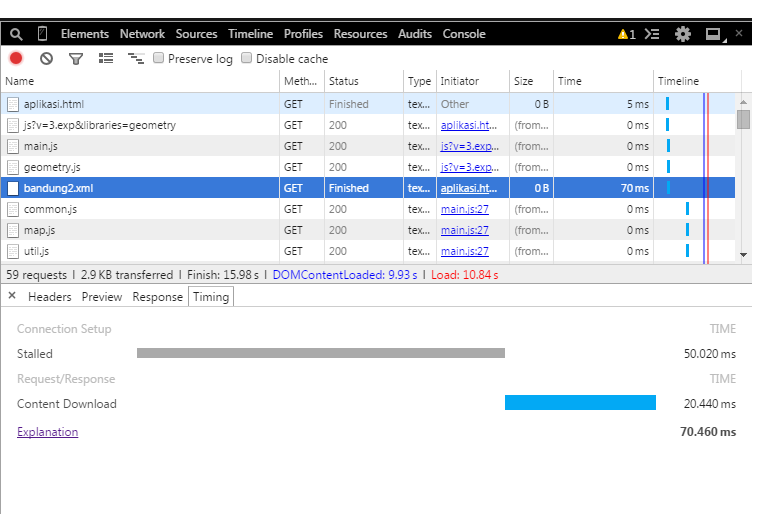 Elements Network Sources Timeline Profiles Resources Audits Console 1
Preserve log Disable cache
Name Meth... Status Type Initiator Size Time Timeline
aplikasi.html GET Finished tex... Other 0 B 5 ms
js?v=3.exp&libraries=geometry GET 200 tex... aplikasi.ht... (from... 0 ms
main.js GET 200 tex... js?v=3.exp... (from... 0 ms
geometry.js GET 200 tex... js?v=3.exp... (from... 0 ms
bandung2.xml GET Finished tex... aplikasi.ht... 0 B 70 ms
common.js GET 200 tex... main.js:27 (from... 0 ms
map.js GET 200 tex... main.js:27 (from... 0 ms
util.js GET 200 tex... main.js:27 (from... 0 ms
59 requests | 2.9 KB transferred | Finish: 15.98 s | DOMContentLoaded: 9.93 s | Load: 10.84 s
× Headers Preview Response Timing
Connection Setup TIME
Stalled 50.020 ms
Request/Response TIME
Content Download 20.440 ms
Explanation 70.460 ms